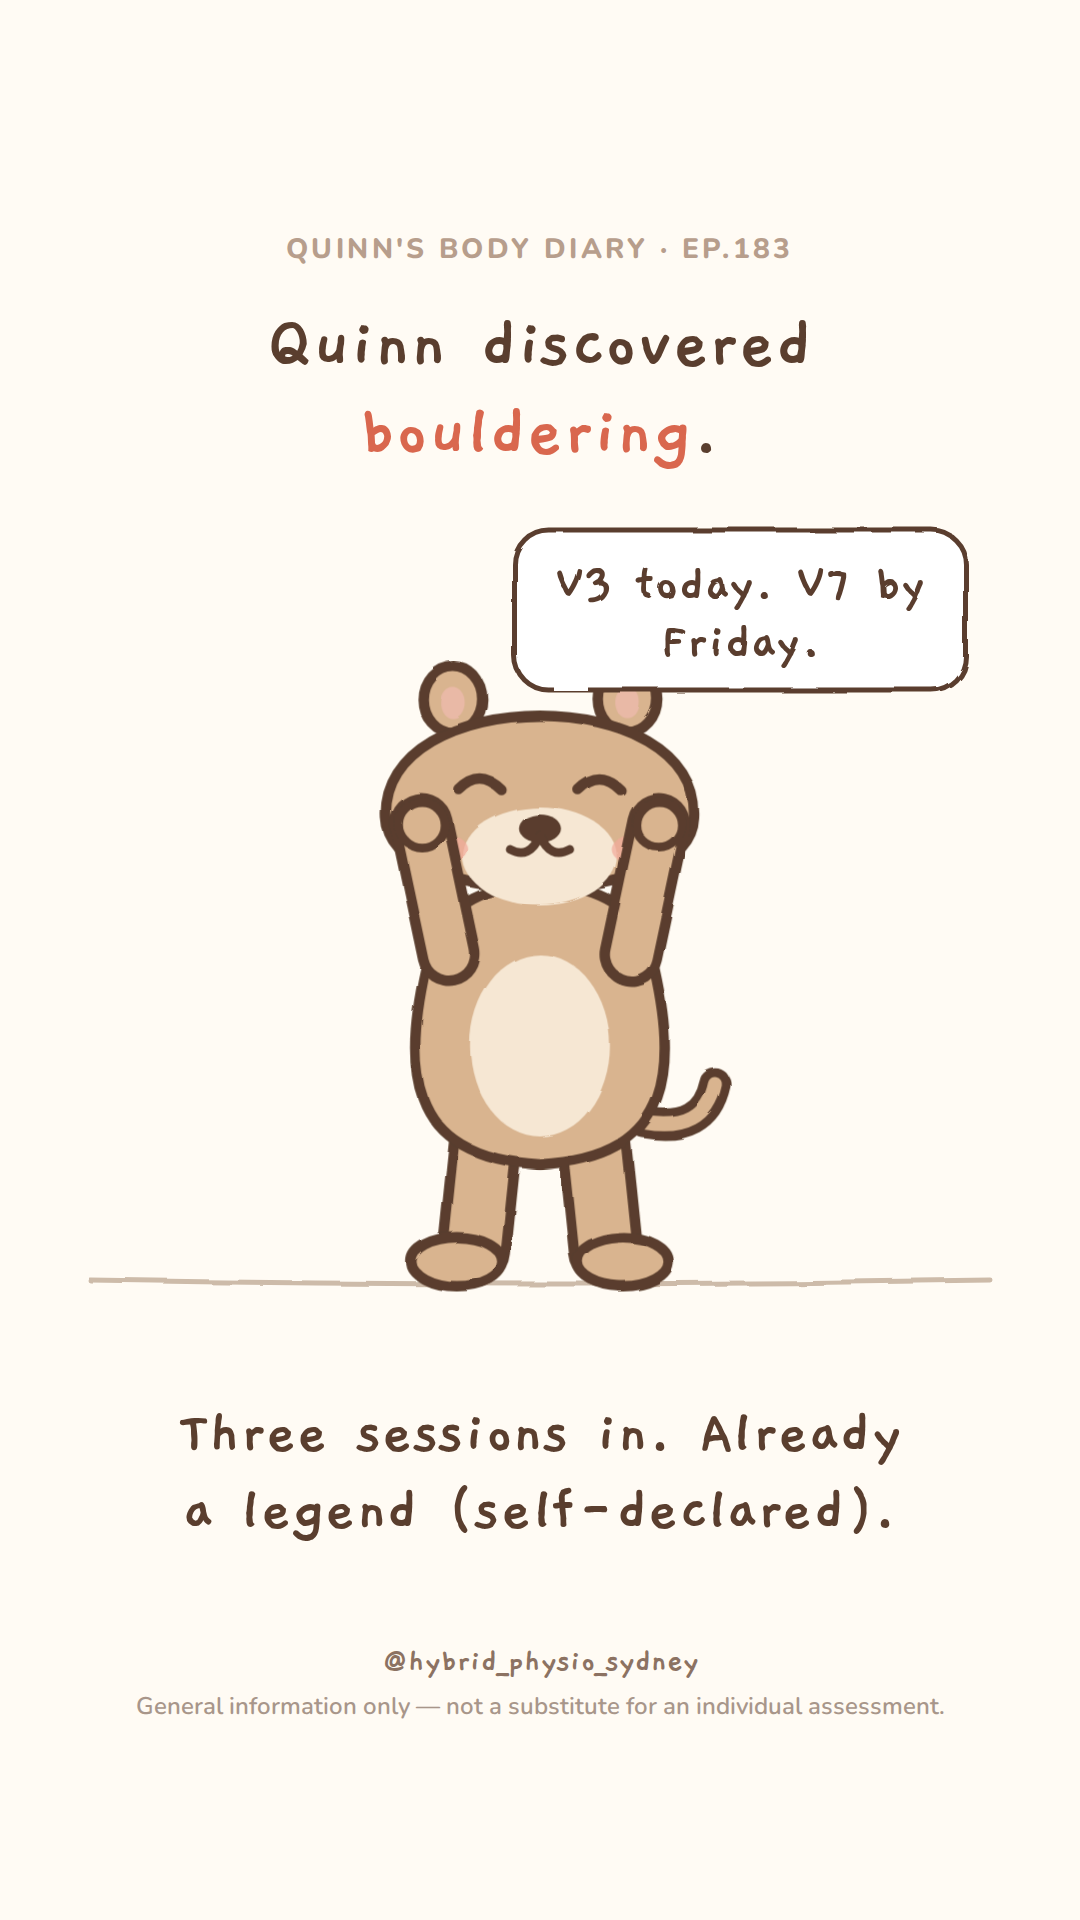 QUINN'S BODY DIARY · EP.183
Quinn discovered
bouldering.
V3 today. V7 by
Friday.
Three sessions in. Already
a legend (self-declared).
@hybrid_physio_sydney
General information only — not a substitute for an individual assessment.